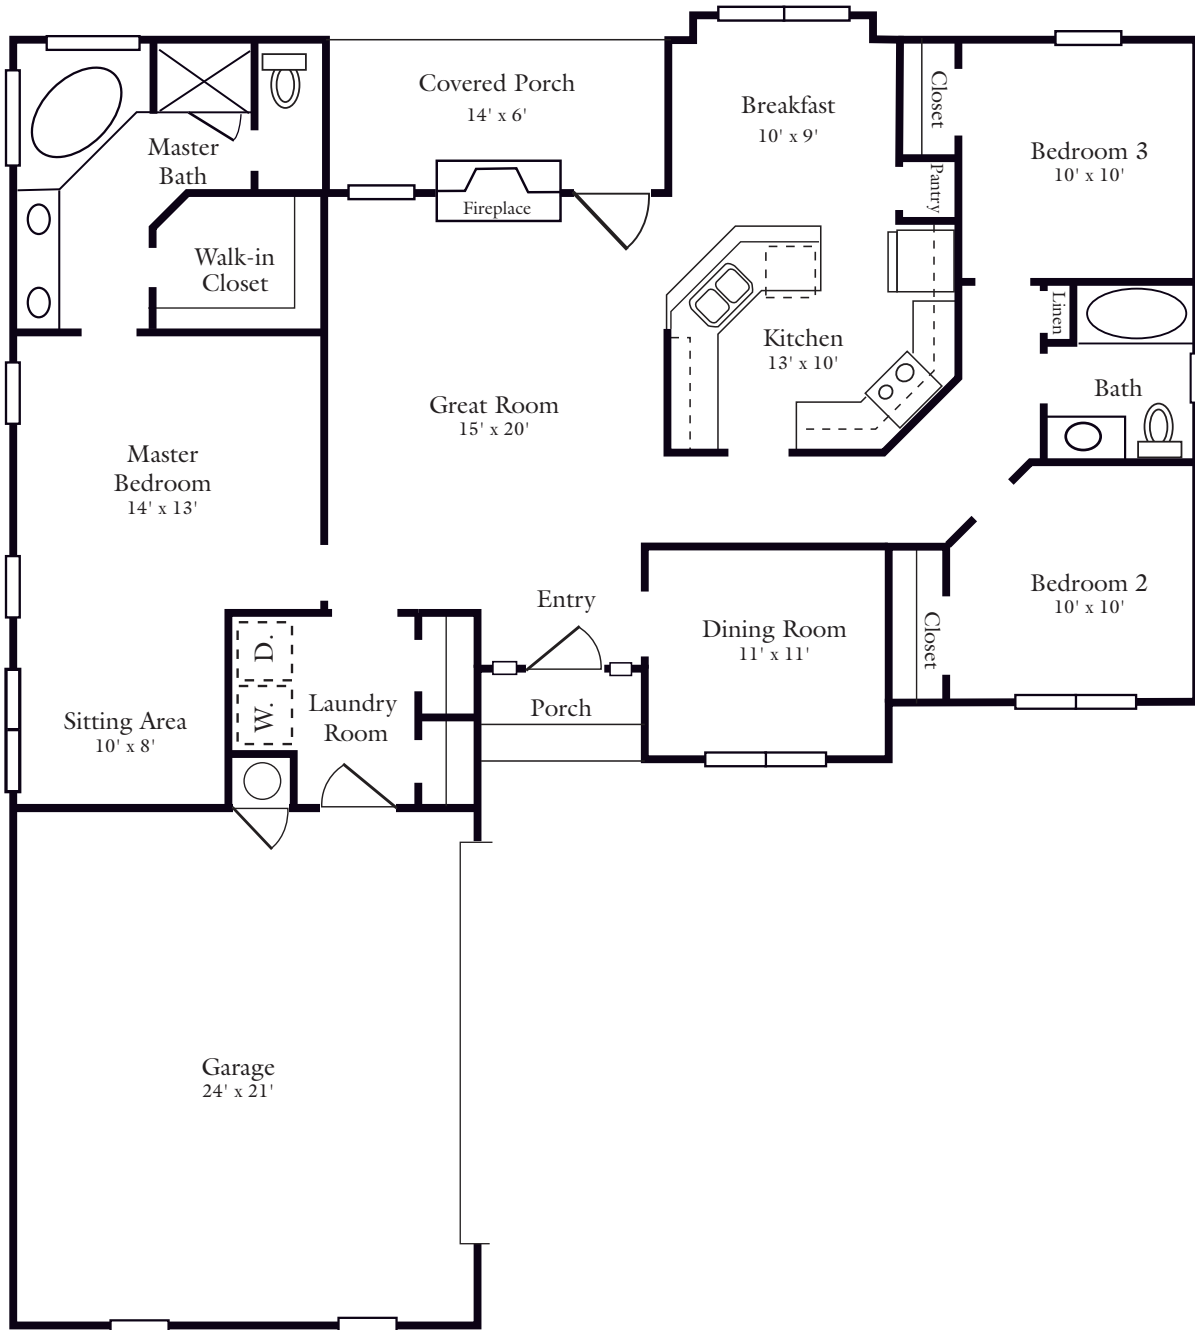 Covered Porch
14' x 6'
Breakfast
10' x 9'
Closet
Bedroom 3
10' x 10'
Master
Bath
Pantry
Fireplace
Walk-in
Closet
Linen
Kitchen
13' x 10'
Bath
Great Room
15' x 20'
Master
Bedroom
14' x 13'
Entry
Bedroom 2
10' x 10'
Dining Room
11' x 11'
Closet
D.
W.
Laundry
Room
Porch
Sitting Area
10' x 8'
Garage
24' x 21'